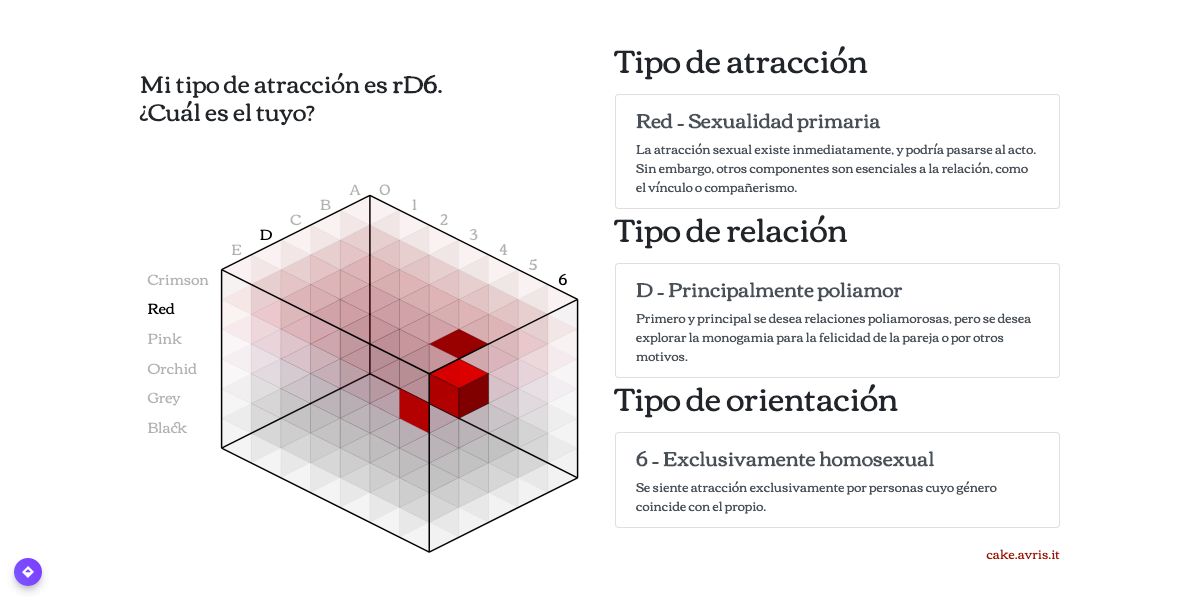 Mi tipo de atracción es rD6.
¿Cuál es el tuyo?
A 0
B 1
C 2
D 3
E 4
5
6
Crimson
Red
Pink
Orchid
Grey
Black
Tipo de atracción
Red - Sexualidad primaria
La atracción sexual existe inmediatamente, y podría pasarse al acto.
Sin embargo, otros componentes son esenciales a la relación, como
el vínculo o compañerismo.
Tipo de relación
D - Principalmente poliamor
Primero y principal se desea relaciones poliamorosas, pero se desea
explorar la monogamia para la felicidad de la pareja o por otros
motivos.
Tipo de orientación
6 - Exclusivamente homosexual
Se siente atracción exclusivamente por personas cuyo género
coincide con el propio.
cake.avris.it